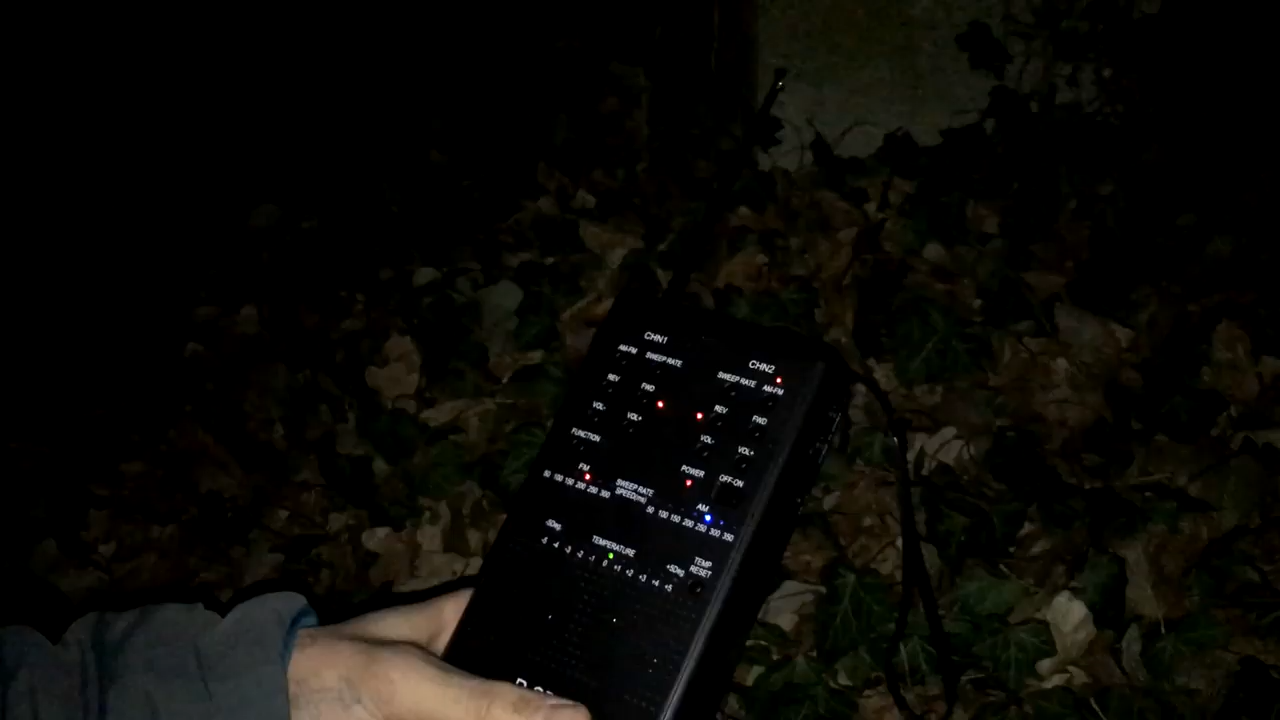 CHN1 CHN2
AM-FM SWEEP RATE SWEEP RATE AM-FM
REV FWD REV FWD
VOL- VOL+ VOL- VOL+
FUNCTION POWER OFF-ON
FM AM
50 100 150 200 250 300
SWEEP RATE
SPEED(ms)
50 100 150 200 250 300 350
-5Deg TEMPERATURE +5Deg
-5 -4 -3 -2 -1 0 +1 +2 +3 +4 +5
TEMP
RESET